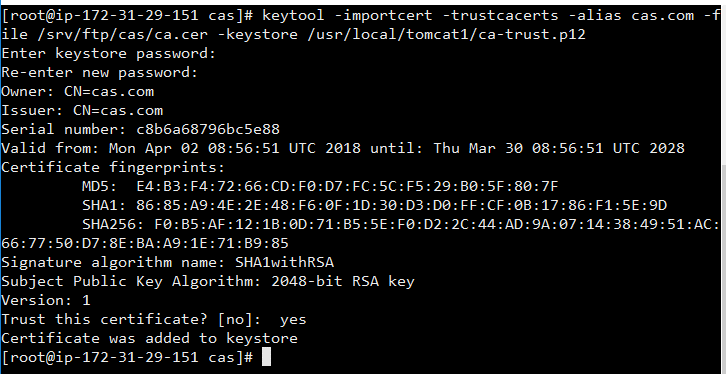 [root@ip-172-31-29-151 cas]# keytool -importcert -trustcacerts -alias cas.com -f
ile /srv/ftp/cas/ca.cer -keystore /usr/local/tomcat1/ca-trust.p12
Enter keystore password:
Re-enter new password:
Owner: CN=cas.com
Issuer: CN=cas.com
Serial number: c8b6a68796bc5e88
Valid from: Mon Apr 02 08:56:51 UTC 2018 until: Thu Mar 30 08:56:51 UTC 2028
Certificate fingerprints:
         MD5:  E4:B3:F4:72:66:CD:F0:D7:FC:5C:F5:29:B0:5F:80:7F
         SHA1: 86:85:A9:4E:2E:48:F6:0F:1D:30:D3:D0:FF:CF:0B:17:86:F1:5E:9D
         SHA256: F0:B5:AF:12:1B:0D:71:B5:5E:F0:D2:2C:44:AD:9A:07:14:38:49:51:AC:
66:77:50:D7:8E:BA:A9:1E:71:B9:85
Signature algorithm name: SHA1withRSA
Subject Public Key Algorithm: 2048-bit RSA key
Version: 1
Trust this certificate? [no]:  yes
Certificate was added to keystore
[root@ip-172-31-29-151 cas]#